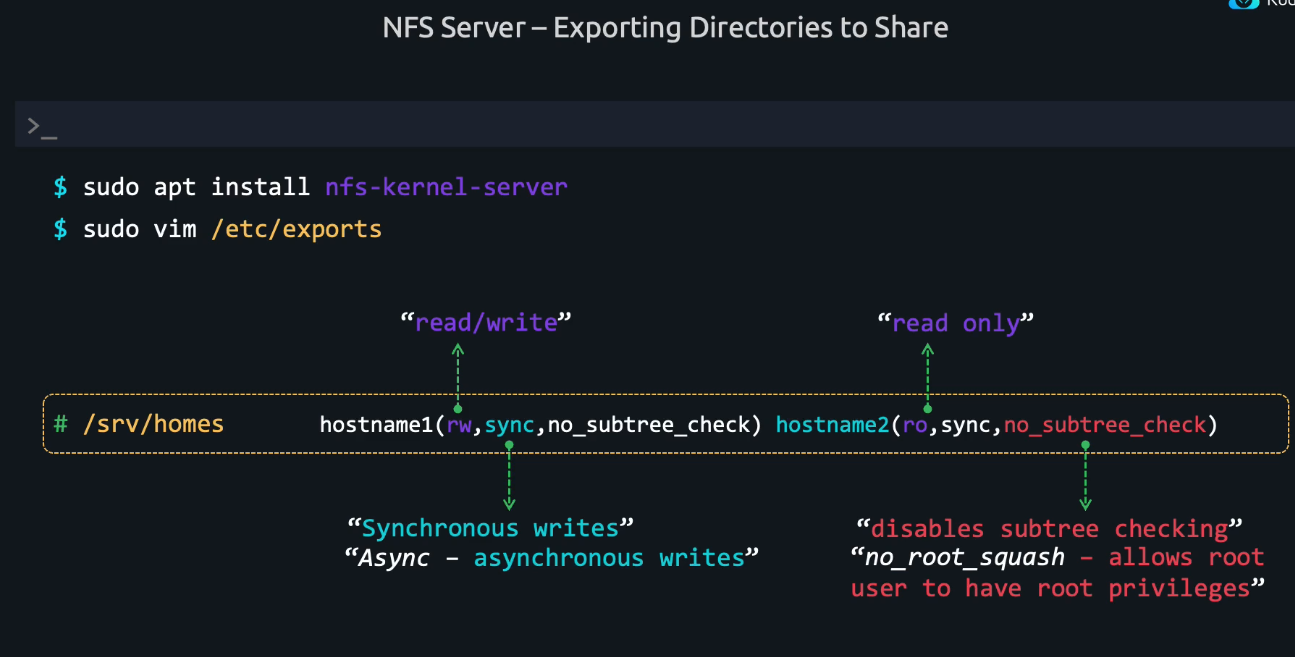 NFS Server – Exporting Directories to Share
>_
$ sudo apt install nfs-kernel-server
$ sudo vim /etc/exports
“read/write” “read only”
# /srv/homes hostname1(rw,sync,no_subtree_check) hostname2(ro,sync,no_subtree_check)
“Synchronous writes”
“Async – asynchronous writes”
“disables subtree checking”
“no_root_squash – allows root
user to have root privileges”